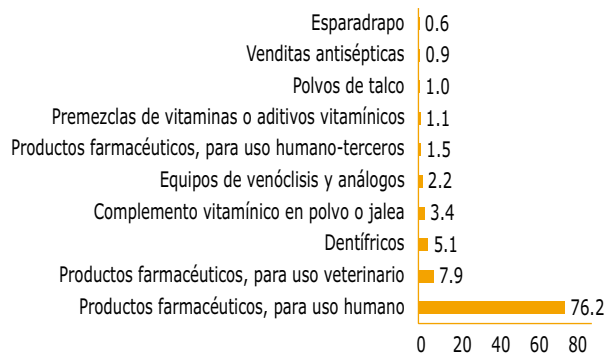 Esparadrapo 0.6
Venditas antisépticas 0.9
Polvos de talco 1.0
Premezclas de vitaminas o aditivos vitamínicos 1.1
Productos farmacéuticos, para uso humano-terceros 1.5
Equipos de venóclisis y análogos 2.2
Complemento vitamínico en polvo o jalea 3.4
Dentífricos 5.1
Productos farmacéuticos, para uso veterinario 7.9
Productos farmacéuticos, para uso humano 76.2
0 20 40 60 80